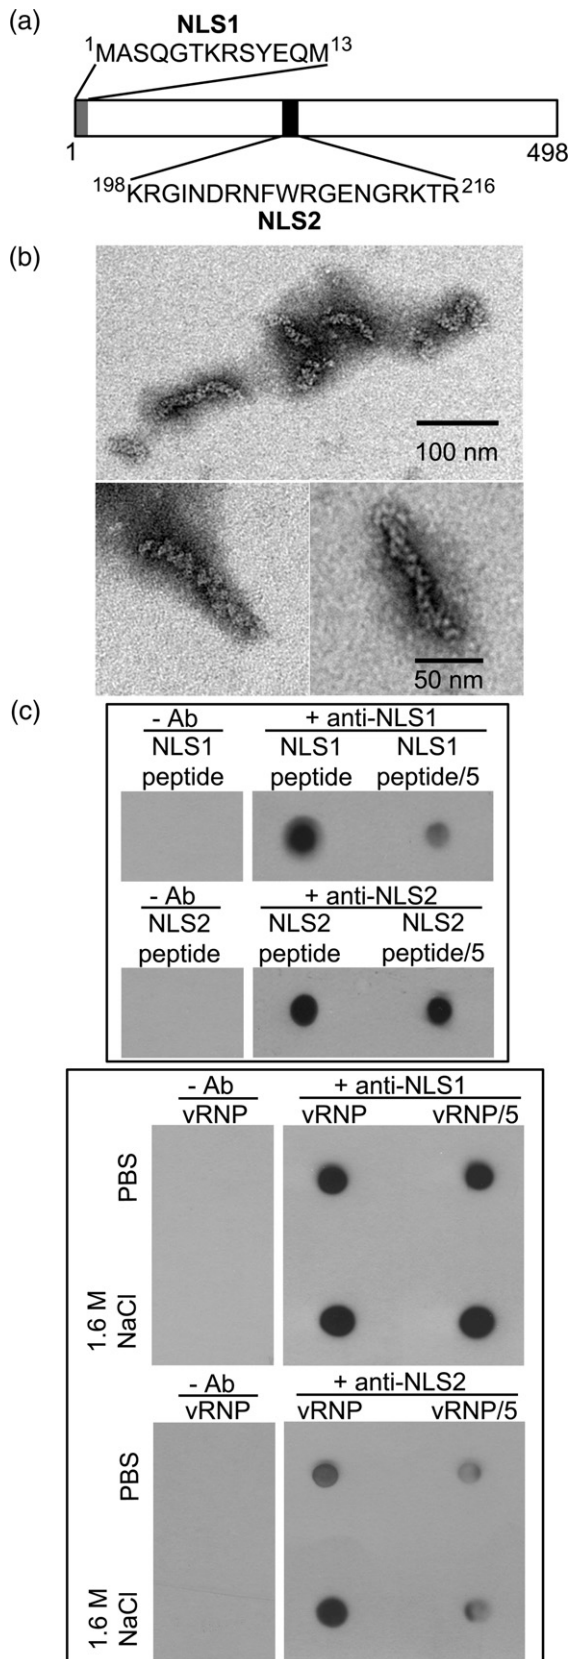 (a)
NLS1
1MASQGTKRSYEQM13
1 498
198KRGINDRNFWRGENGRKTR216
NLS2
(b)
100 nm
50 nm
(c)
- Ab + anti-NLS1
NLS1 NLS1 NLS1
peptide peptide peptide/5
- Ab + anti-NLS2
NLS2 NLS2 NLS2
peptide peptide peptide/5
- Ab + anti-NLS1
vRNP vRNP vRNP/5
PBS
1.6 M
NaCl
- Ab + anti-NLS2
vRNP vRNP vRNP/5
PBS
1.6 M
NaCl